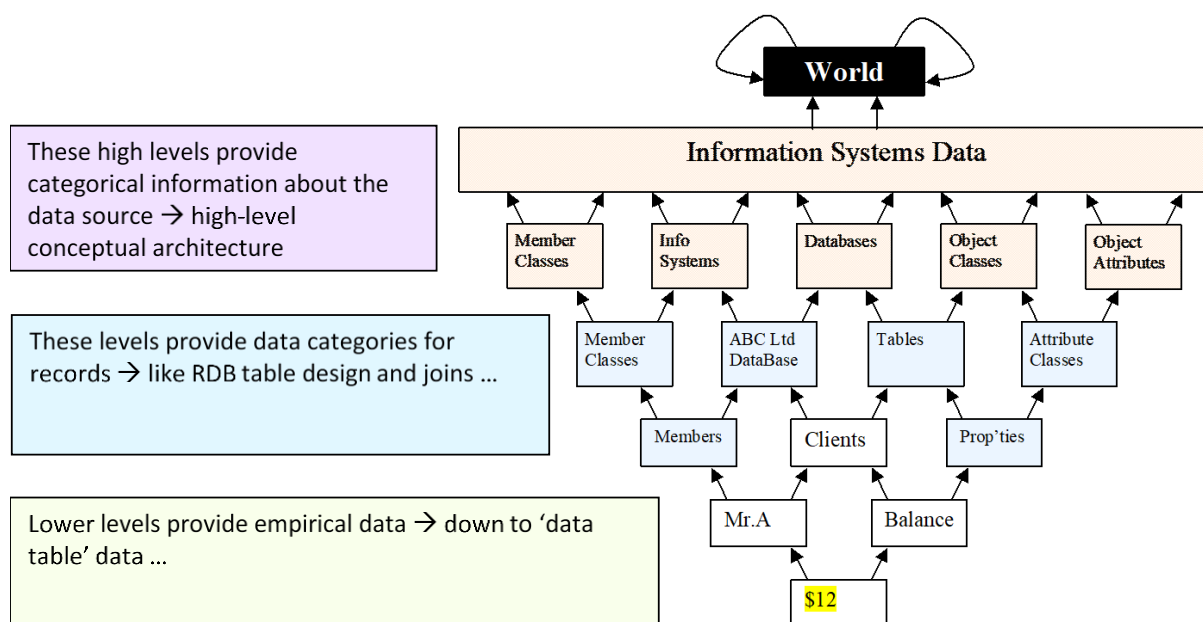 World
These high levels provide
categorical information about the
data source → high-level
conceptual architecture
Information Systems Data
Member
Classes
Info
Systems
Databases
Object
Classes
Object
Attributes
These levels provide data categories for
records → like RDB table design and joins ...
Member
Classes
ABC Ltd
DataBase
Tables
Attribute
Classes
Members
Clients
Prop’ties
Lower levels provide empirical data → down to ‘data
table’ data ...
Mr.A
Balance
$12